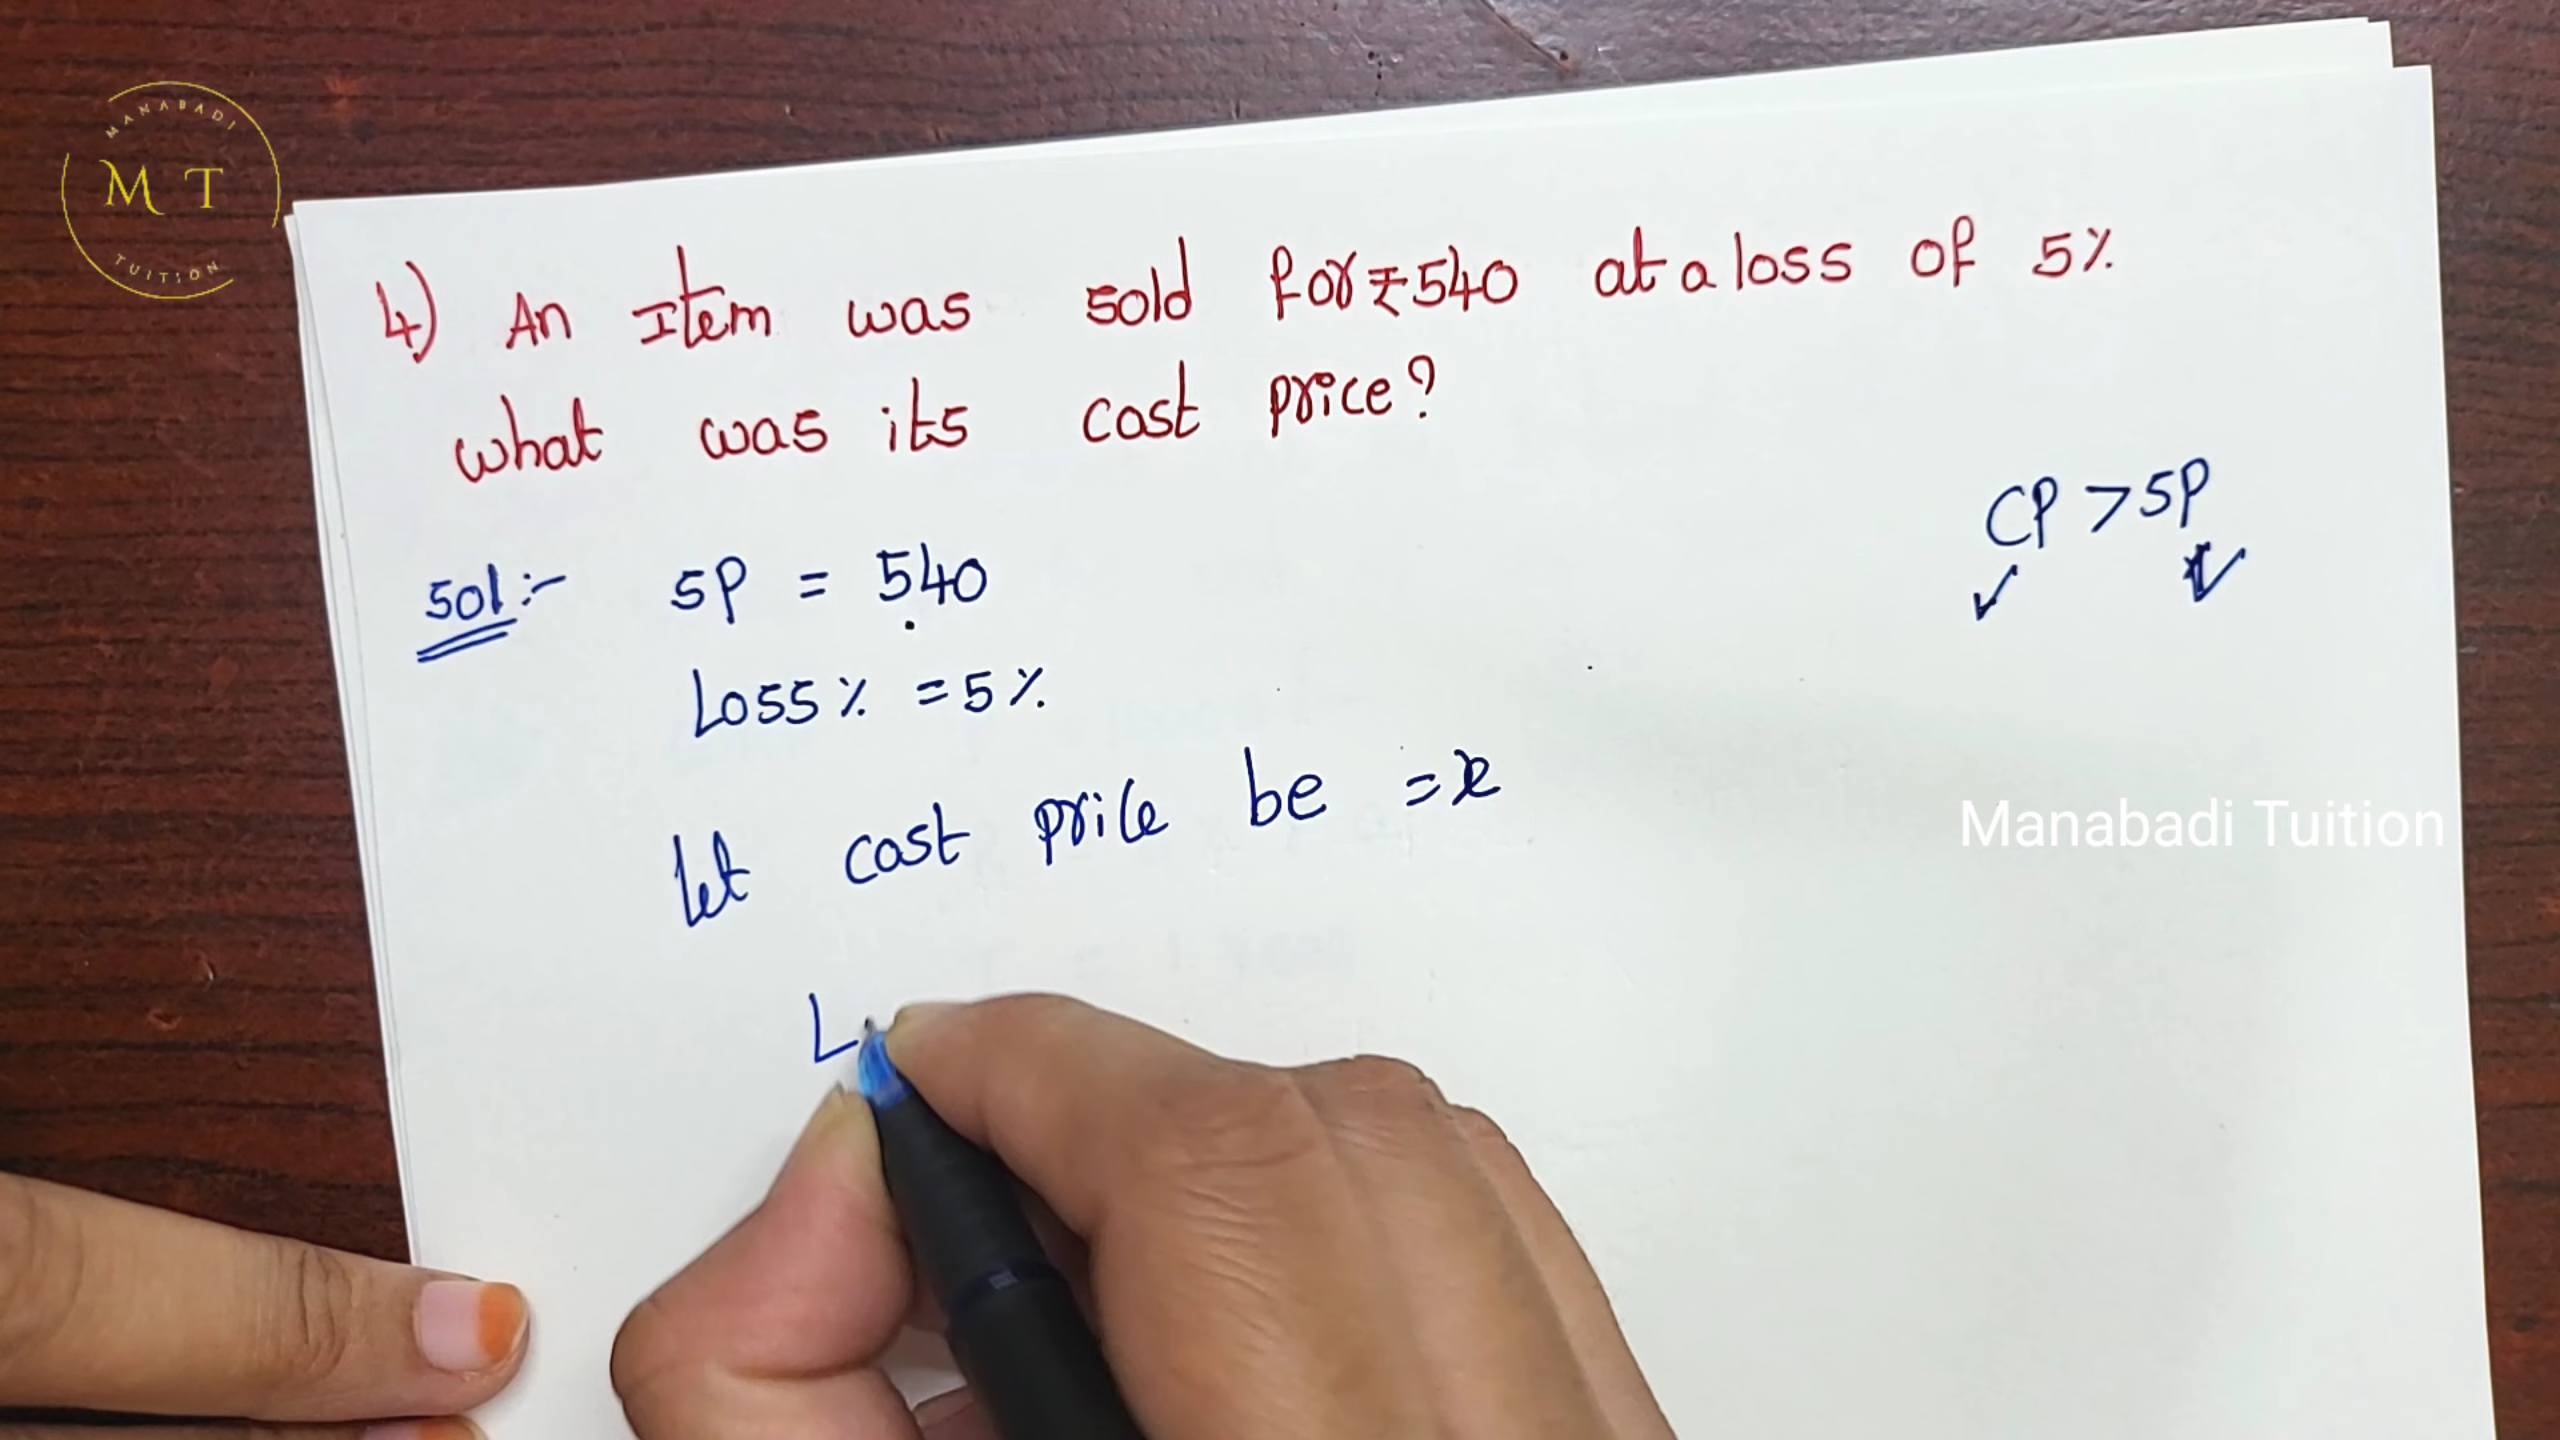 MANABADI
MT
TUITION
4) An Item was sold for ₹540 at a loss of 5%
what was its cost price?
CP > SP
Sol:- SP = 540
Loss% = 5%.
Let cost price be = x
Manabadi Tuition
L